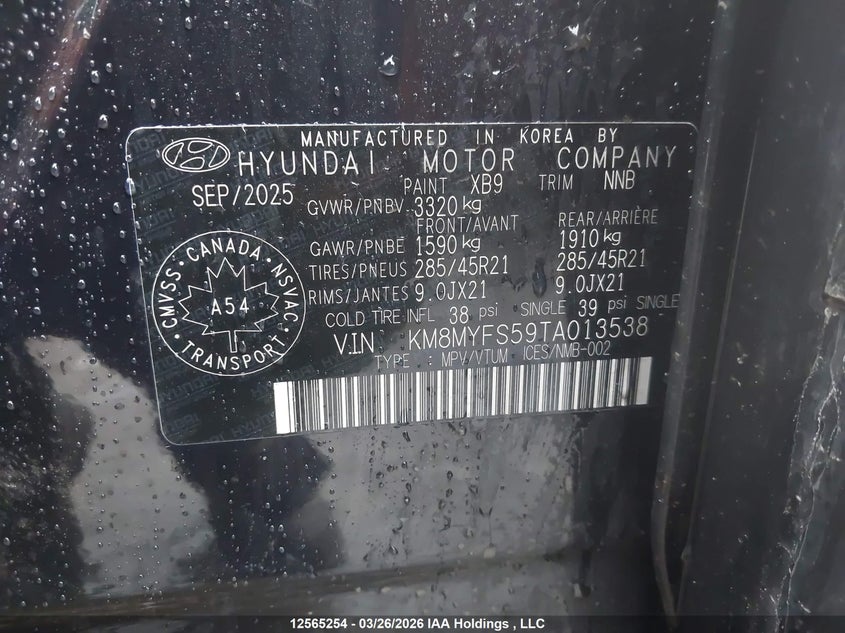 MANUFACTURED IN KOREA BY
HYUNDAI MOTOR COMPANY
SEP/2025
PAINT XB9 TRIM NNB
GVWR/PNBV 3320 kg
FRONT/AVANT REAR/ARRIÈRE
GAWR/PNBE 1590 kg 1910 kg
TIRES/PNEUS 285/45R21 285/45R21
RIMS/JANTES 9.0JX21 9.0JX21
COLD TIRE INFL 38 psi SINGLE 39 psi SINGLE
V.I.N KM8MYFS59TA013538
TYPE : MPV/VTUM ICES/NMB-002
CMVSS • CANADA • NSVAC
A54
• TRANSPORT •
12565254 - 03/26/2026 IAA Holdings , LLC